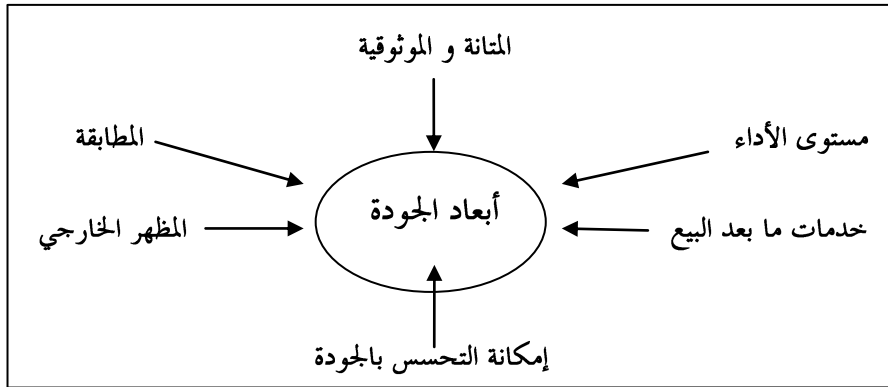 المتانة و الموثوقية
مستوى الأداء
المطابقة
أبعاد الجودة
خدمات ما بعد البيع
المظهر الخارجي
إمكانة التحسس بالجودة